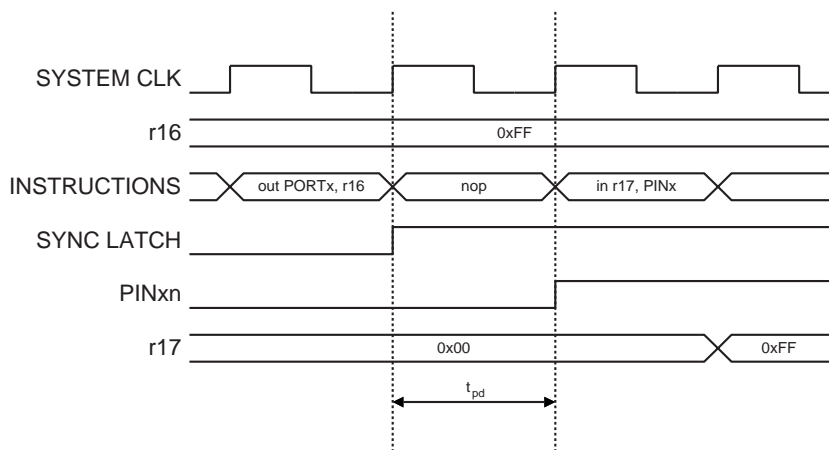 SYSTEM CLK
r16
0xFF
INSTRUCTIONS
out PORTx, r16
nop
in r17, PINx
SYNC LATCH
PINxn
r17
0x00
0xFF
tpd